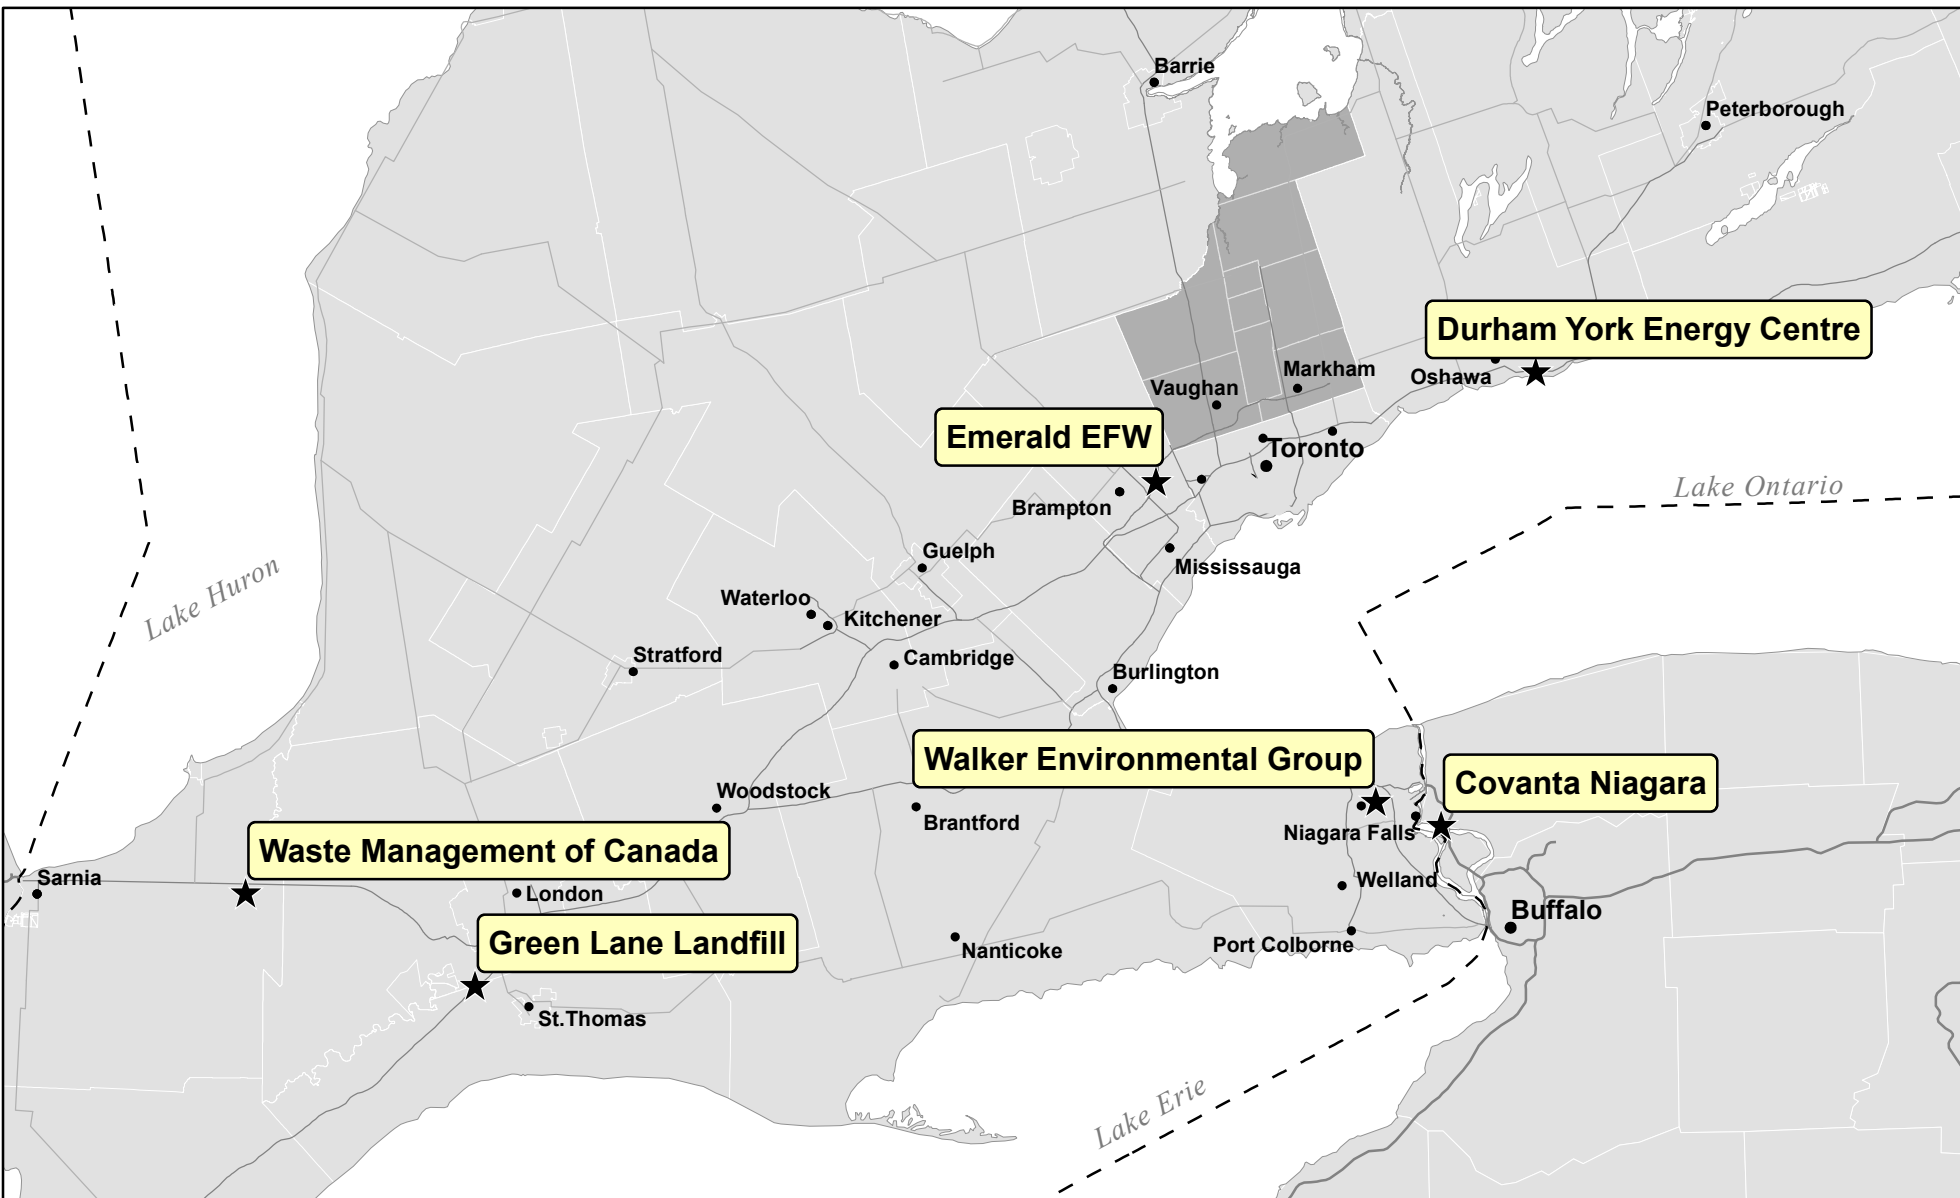 Barrie
Peterborough
Durham York Energy Centre
Markham
Oshawa
Vaughan
Emerald EFW
Toronto
Lake Ontario
Brampton
Guelph
Mississauga
Lake Huron
Waterloo
Kitchener
Stratford
Cambridge
Burlington
Walker Environmental Group
Covanta Niagara
Woodstock
Brantford
Niagara Falls
Waste Management of Canada
Sarnia
London
Welland
Buffalo
Green Lane Landfill
Nanticoke
Port Colborne
St.Thomas
Lake Erie